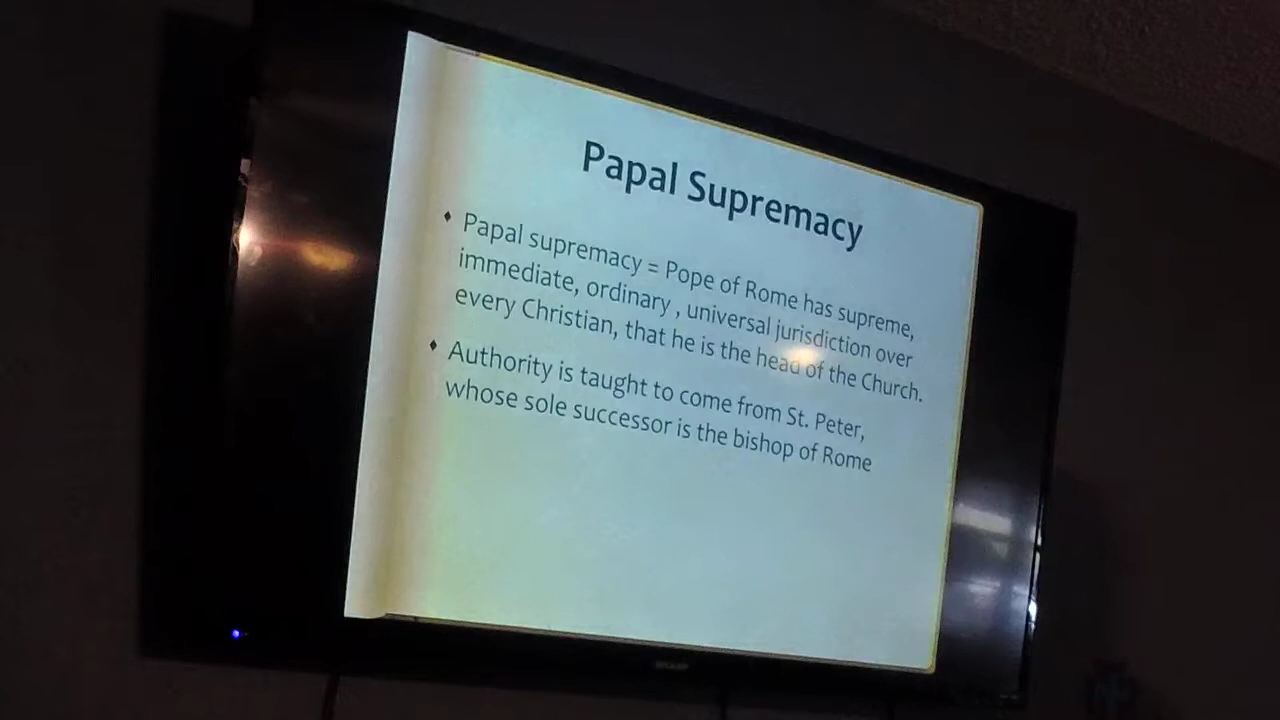 Papal Supremacy
♦ Papal supremacy = Pope of Rome has supreme,
immediate, ordinary , universal jurisdiction over
every Christian, that he is the head of the Church.
♦ Authority is taught to come from St. Peter,
whose sole successor is the bishop of Rome